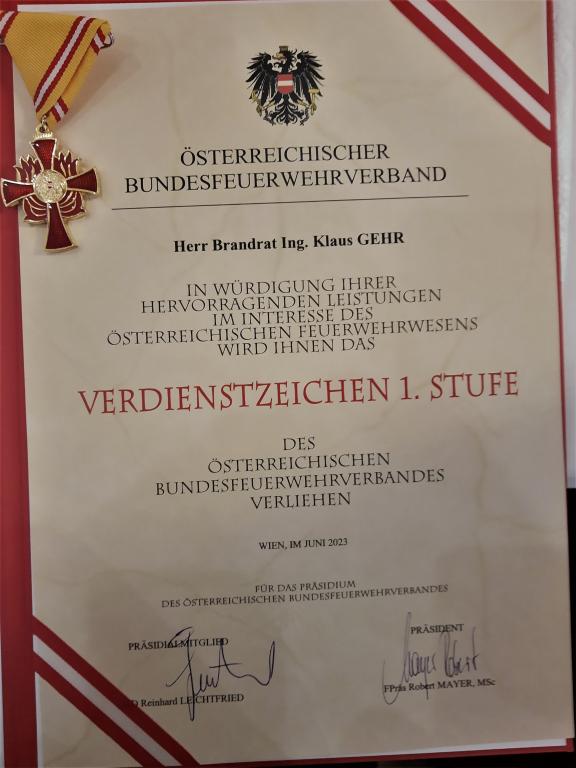 ÖSTERREICHISCHER
BUNDESFEUERWEHRVERBAND
Herr Brandrat Ing. Klaus GEHR
IN WÜRDIGUNG IHRER
HERVORRAGENDEN LEISTUNGEN
IM INTERESSE DES
ÖSTERREICHISCHEN FEUERWEHRWESENS
WIRD IHNEN DAS
VERDIENSTZEICHEN 1. STUFE
DES
ÖSTERREICHISCHEN
BUNDESFEUERWEHRVERBANDES
VERLIEHEN
WIEN, IM JUNI 2023
FÜR DAS PRÄSIDIUM
DES ÖSTERREICHISCHEN BUNDESFEUERWEHRVERBANDES
PRÄSIDIALMITGLIED
Reinhard LEICHTFRIED
PRÄSIDENT
Mayer Robert
FPräs Robert MAYER, MSc